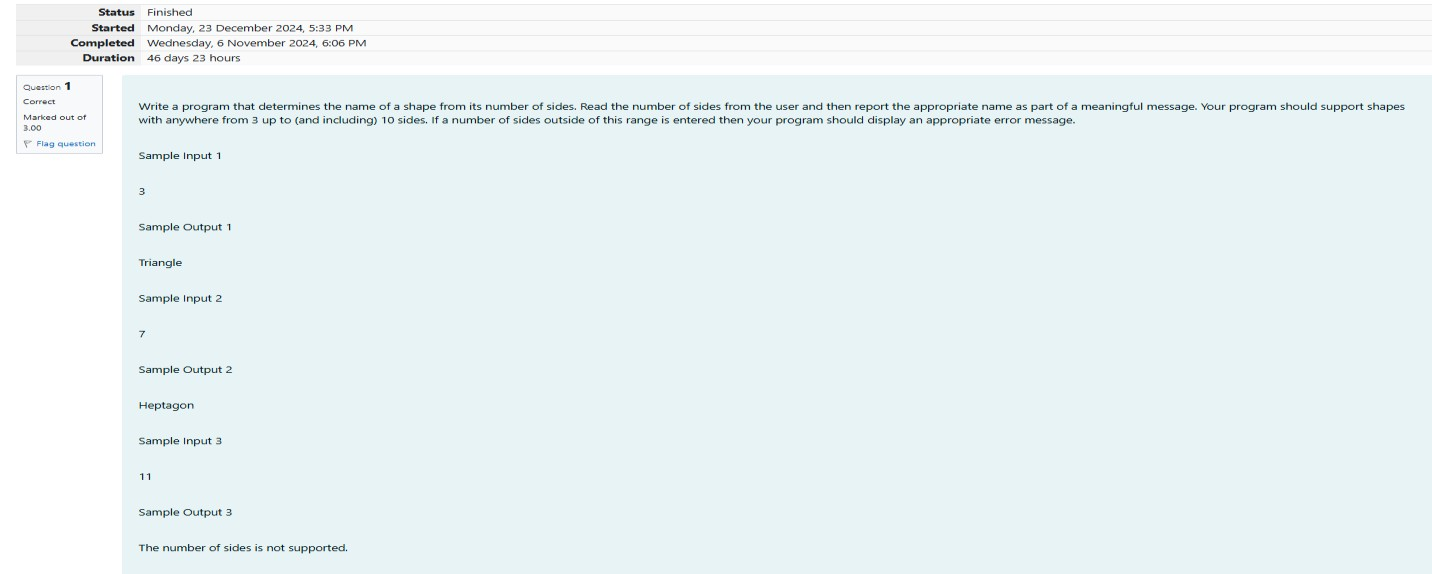 Status Finished
Started Monday, 23 December 2024, 5:33 PM
Completed Wednesday, 6 November 2024, 6:06 PM
Duration 46 days 23 hours
Question 1
Correct
Marked out of
3.00
Flag question
Write a program that determines the name of a shape from its number of sides. Read the number of sides from the user and then report the appropriate name as part of a meaningful message. Your program should support shapes
with anywhere from 3 up to (and including) 10 sides. If a number of sides outside of this range is entered then your program should display an appropriate error message.
Sample Input 1
3
Sample Output 1
Triangle
Sample Input 2
7
Sample Output 2
Heptagon
Sample Input 3
11
Sample Output 3
The number of sides is not supported.